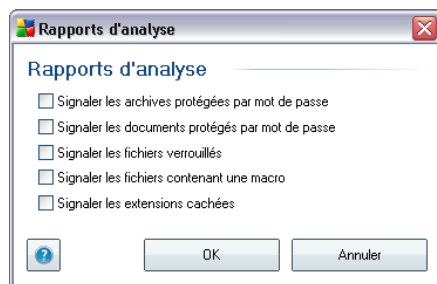 Rapports d'analyse
Rapports d'analyse
Signaler les archives protégées par mot de passe
Signaler les documents protégés par mot de passe
Signaler les fichiers verrouillés
Signaler les fichiers contenant une macro
Signaler les extensions cachées
? OK Annuler